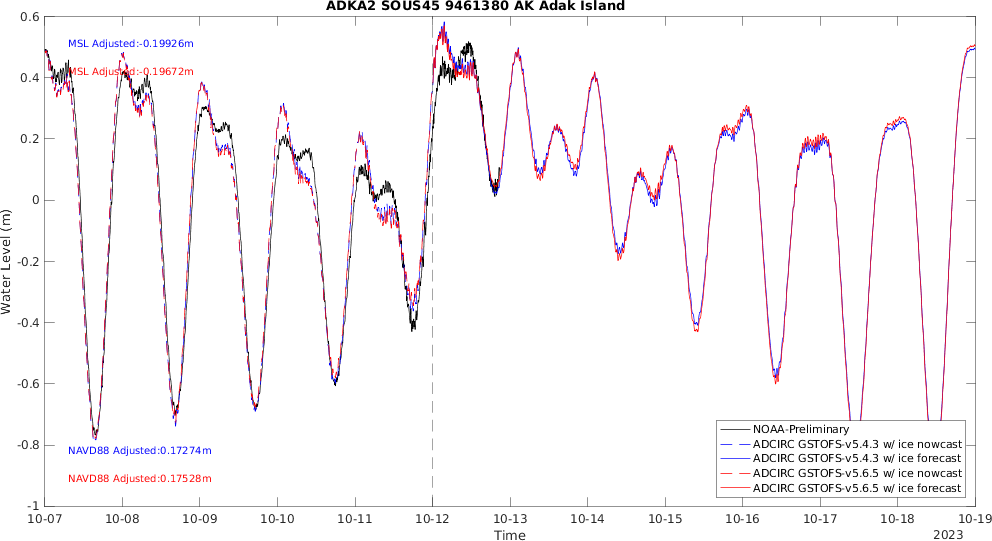 ADKA2 SOUS45 9461380 AK Adak Island
MSL Adjusted:-0.19926m
MSL Adjusted:-0.19672m
NAVD88 Adjusted:0.17274m
NAVD88 Adjusted:0.17528m
Water Level (m)
0.6
0.4
0.2
0
-0.2
-0.4
-0.6
-0.8
-1
NOAA-Preliminary
ADCIRC GSTOFS-v5.4.3 w/ ice nowcast
ADCIRC GSTOFS-v5.4.3 w/ ice forecast
ADCIRC GSTOFS-v5.6.5 w/ ice nowcast
ADCIRC GSTOFS-v5.6.5 w/ ice forecast
10-07 10-08 10-09 10-10 10-11 10-12 10-13 10-14 10-15 10-16 10-17 10-18 10-19
Time
2023